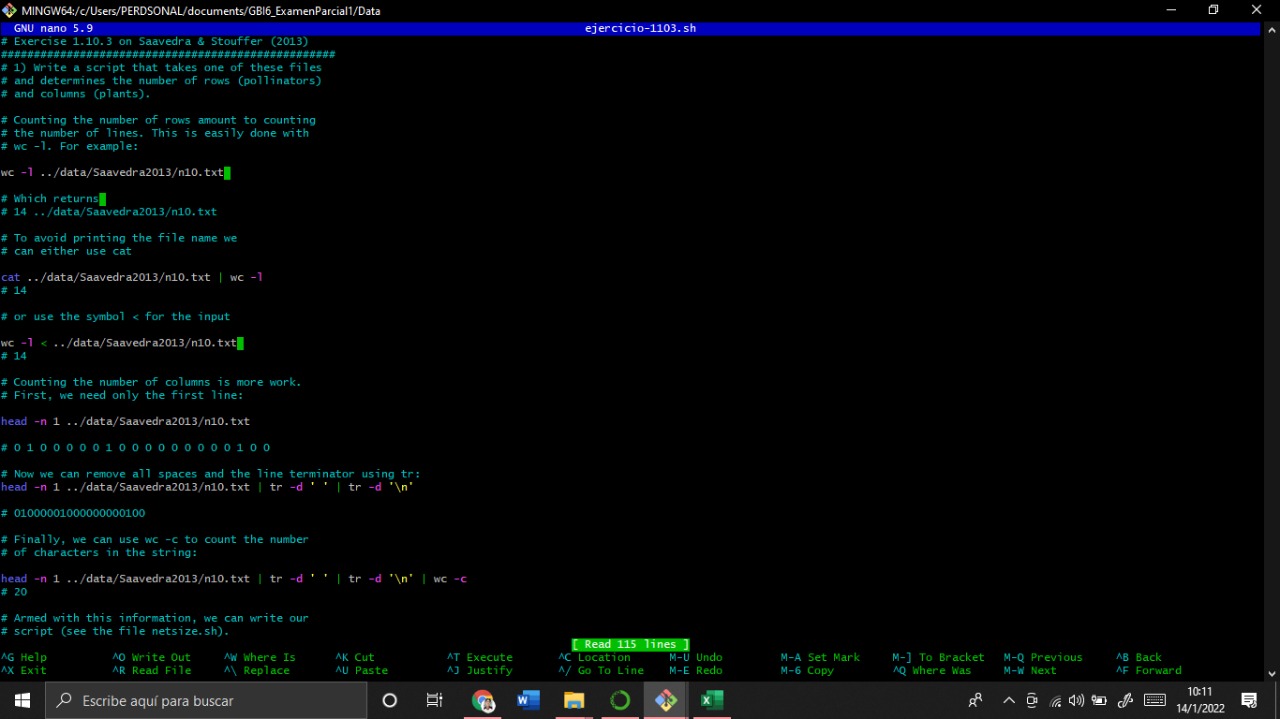 MINGW64:/c/Users/PERDSONAL/documents/GBI6_ExamenParcial1/Data
GNU nano 5.9 ejercicio-1103.sh
# Exercise 1.10.3 on Saavedra & Stouffer (2013)
###################################################
# 1) Write a script that takes one of these files
# and determines the number of rows (pollinators)
# and columns (plants).
# Counting the number of rows amount to counting
# the number of lines. This is easily done with
# wc -l. For example:
wc -l ../data/Saavedra2013/n10.txt
# Which returns
# 14 ../data/Saavedra2013/n10.txt
# To avoid printing the file name we
# can either use cat
cat ../data/Saavedra2013/n10.txt | wc -l
# 14
# or use the symbol < for the input
wc -l < ../data/Saavedra2013/n10.txt
# 14
# Counting the number of columns is more work.
# First, we need only the first line:
head -n 1 ../data/Saavedra2013/n10.txt
# 0 1 0 0 0 0 0 1 0 0 0 0 0 0 0 0 0 1 0 0
# Now we can remove all spaces and the line terminator using tr:
head -n 1 ../data/Saavedra2013/n10.txt | tr -d ' ' | tr -d '\n'
# 01000001000000000100
# Finally, we can use wc -c to count the number
# of characters in the string:
head -n 1 ../data/Saavedra2013/n10.txt | tr -d ' ' | tr -d '\n' | wc -c
# 20
# Armed with this information, we can write our
# script (see the file netsize.sh).
[ Read 115 lines ]
^G Help ^O Write Out ^W Where Is ^K Cut ^T Execute ^C Location M-U Undo M-A Set Mark M-] To Bracket M-Q Previous ^B Back
^X Exit ^R Read File ^\ Replace ^U Paste ^J Justify ^/ Go To Line M-E Redo M-6 Copy ^Q Where Was M-W Next ^F Forward
Escribe aquí para buscar
10:11
14/1/2022